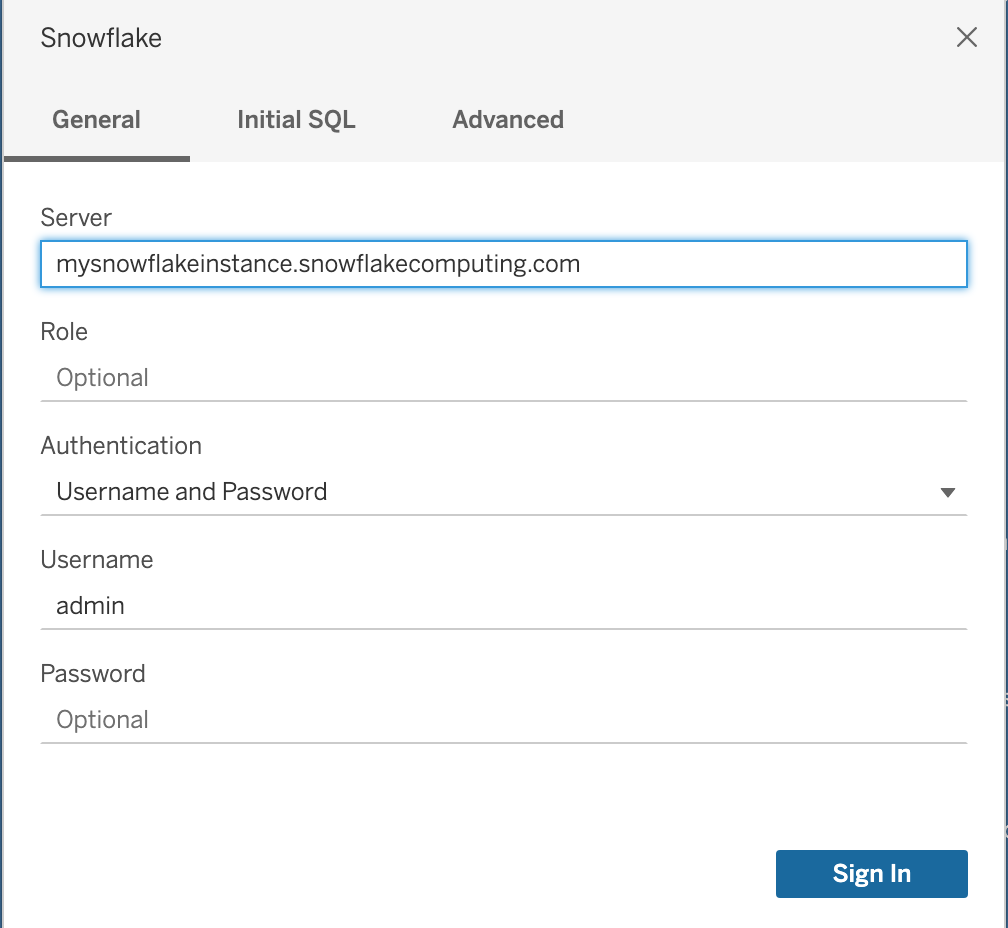 Snowflake
General Initial SQL Advanced
Server
mysnowflakeinstance.snowflakecomputing.com
Role
Optional
Authentication
Username and Password
Username
admin
Password
Optional
Sign In